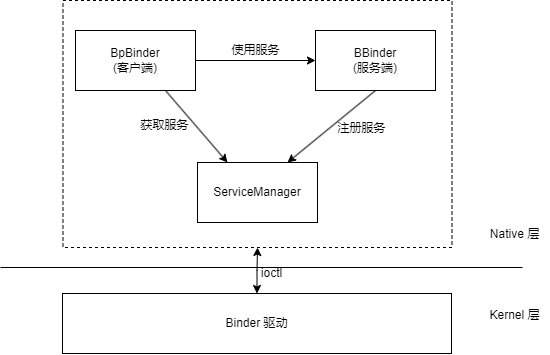 BpBinder
(客户端)
使用服务
BBinder
(服务端)
获取服务
注册服务
ServiceManager
Native 层
ioctl
Binder 驱动
Kernel 层